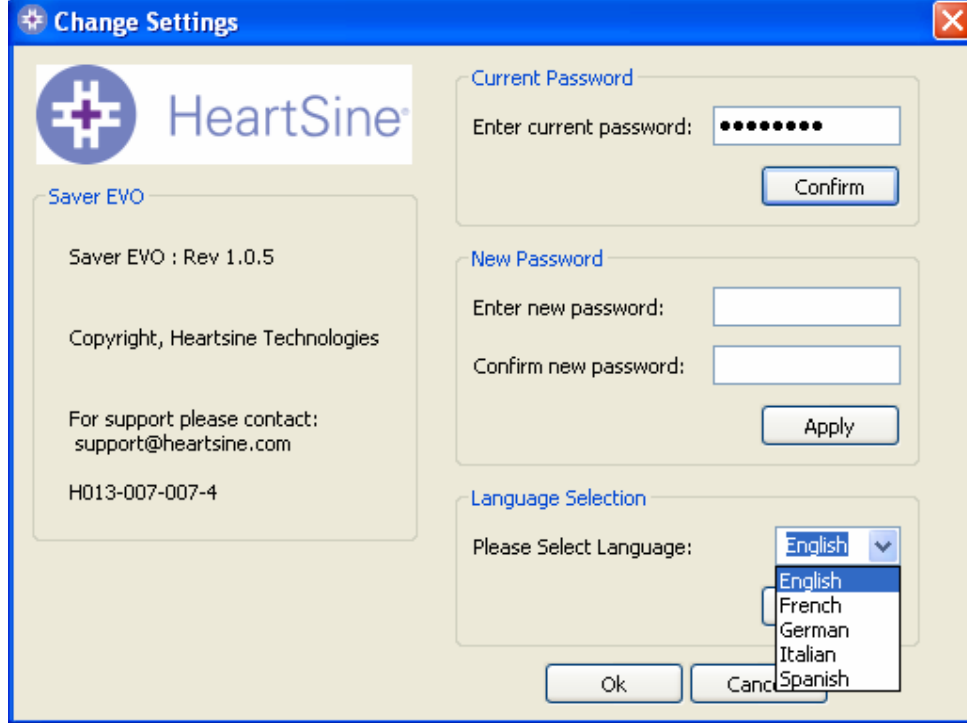 Change Settings
HeartSine®
Saver EVO
Saver EVO : Rev 1.0.5
Copyright, Heartsine Technologies
For support please contact:
support@heartsine.com
H013-007-007-4
Current Password
Enter current password: ••••••••
Confirm
New Password
Enter new password:
Confirm new password:
Apply
Language Selection
Please Select Language: English
English
French
German
Italian
Spanish
Ok